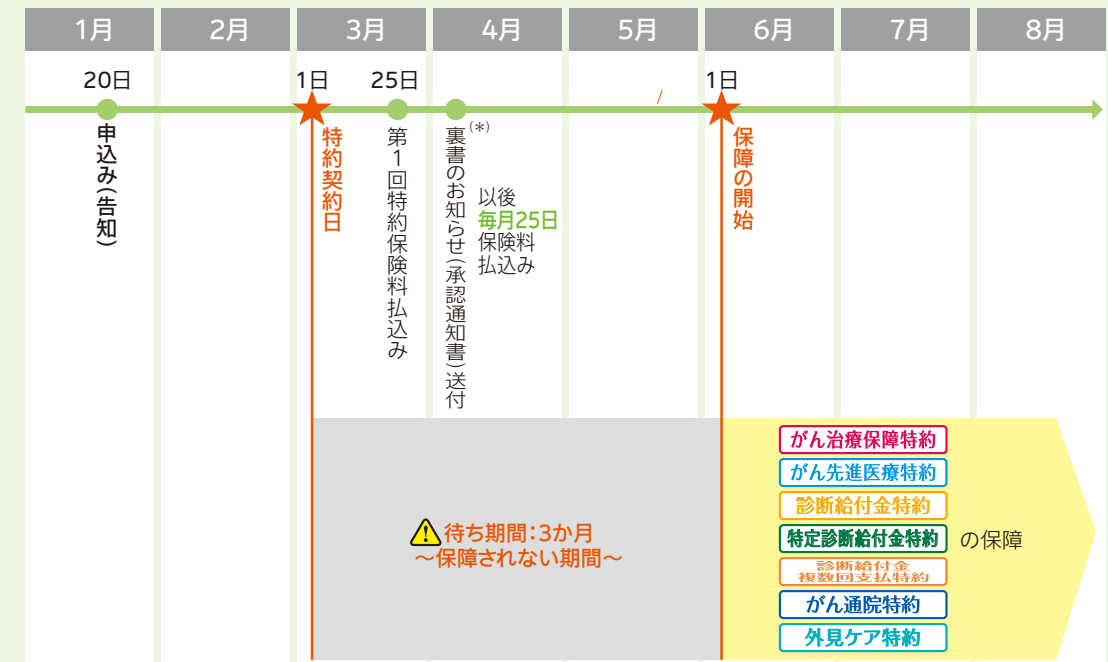 1月
2月
3月
4月
5月
6月
7月
8月
20日
1日
25日
1日
申込み(告知)
特約契約日
第1回特約保険料払込み
裏書のお知らせ(承認通知書)送付
(*)
以後
毎月25日
保険料
払込み
保障の開始
待ち期間:3か月
~保障されない期間~
がん治療保障特約
がん先進医療特約
診断給付金特約
特定診断給付金特約
の保障
診断給付金
複数回支払特約
がん通院特約
外見ケア特約